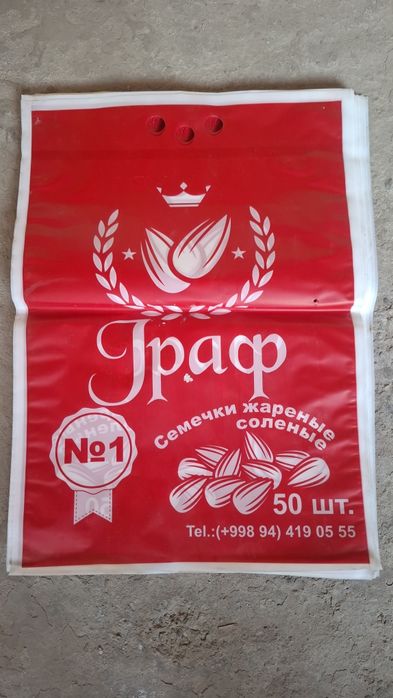 Граф
Семечки жареные
соленые
№1
50 шт.
Tel.:(+998 94) 419 05 55